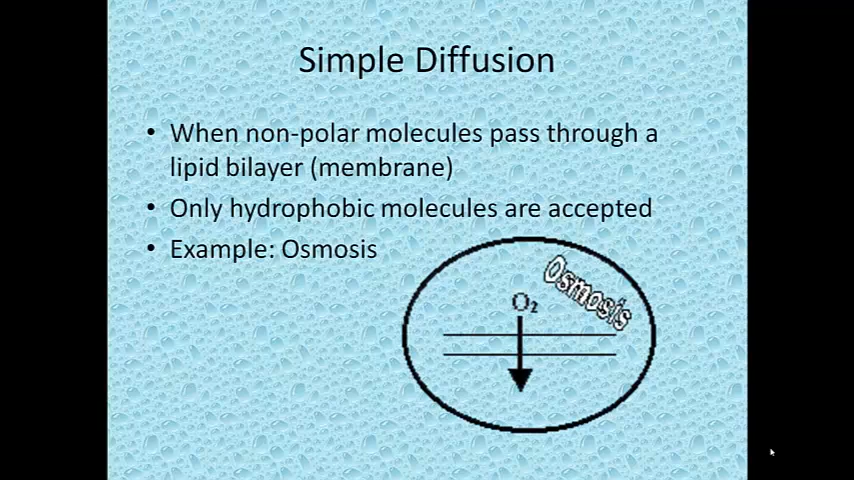 Simple Diffusion
• When non-polar molecules pass through a
lipid bilayer (membrane)
• Only hydrophobic molecules are accepted
• Example: Osmosis
Osmosis
O₂